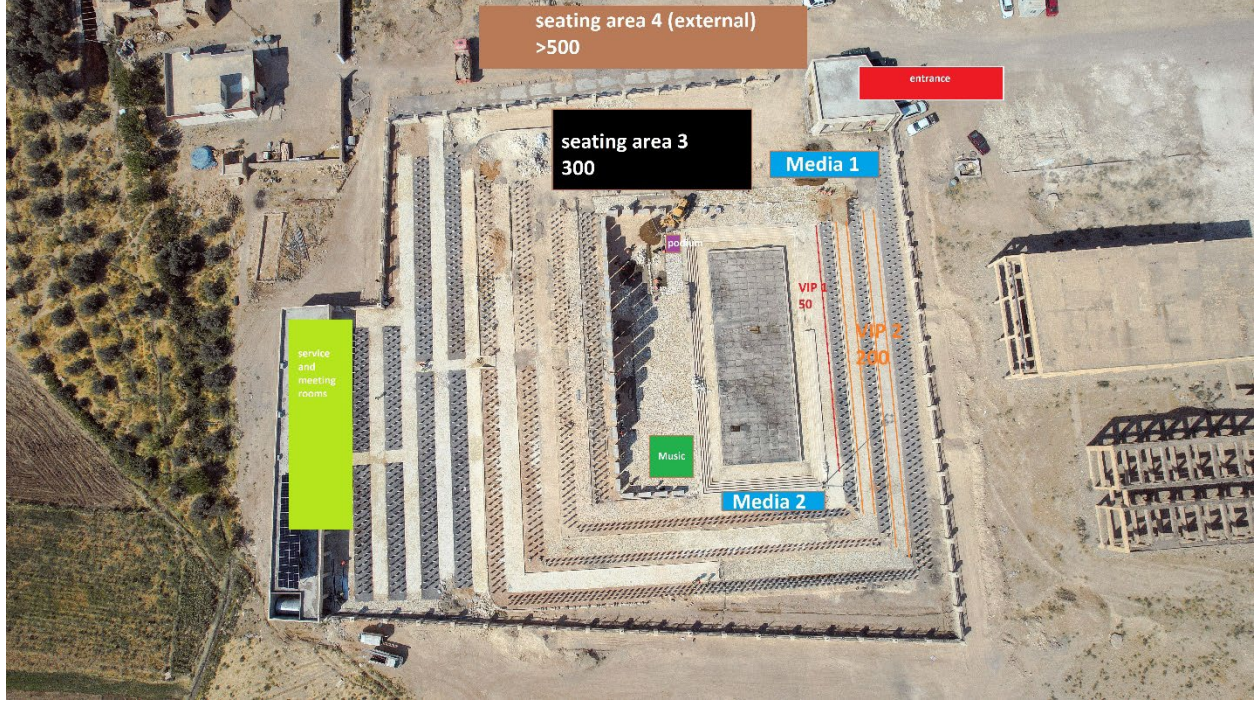 seating area 4 (external)
>500
entrance
seating area 3
300
Media 1
podium
VIP 1
50
VIP 2
200
service
and
meeting
rooms
Music
Media 2